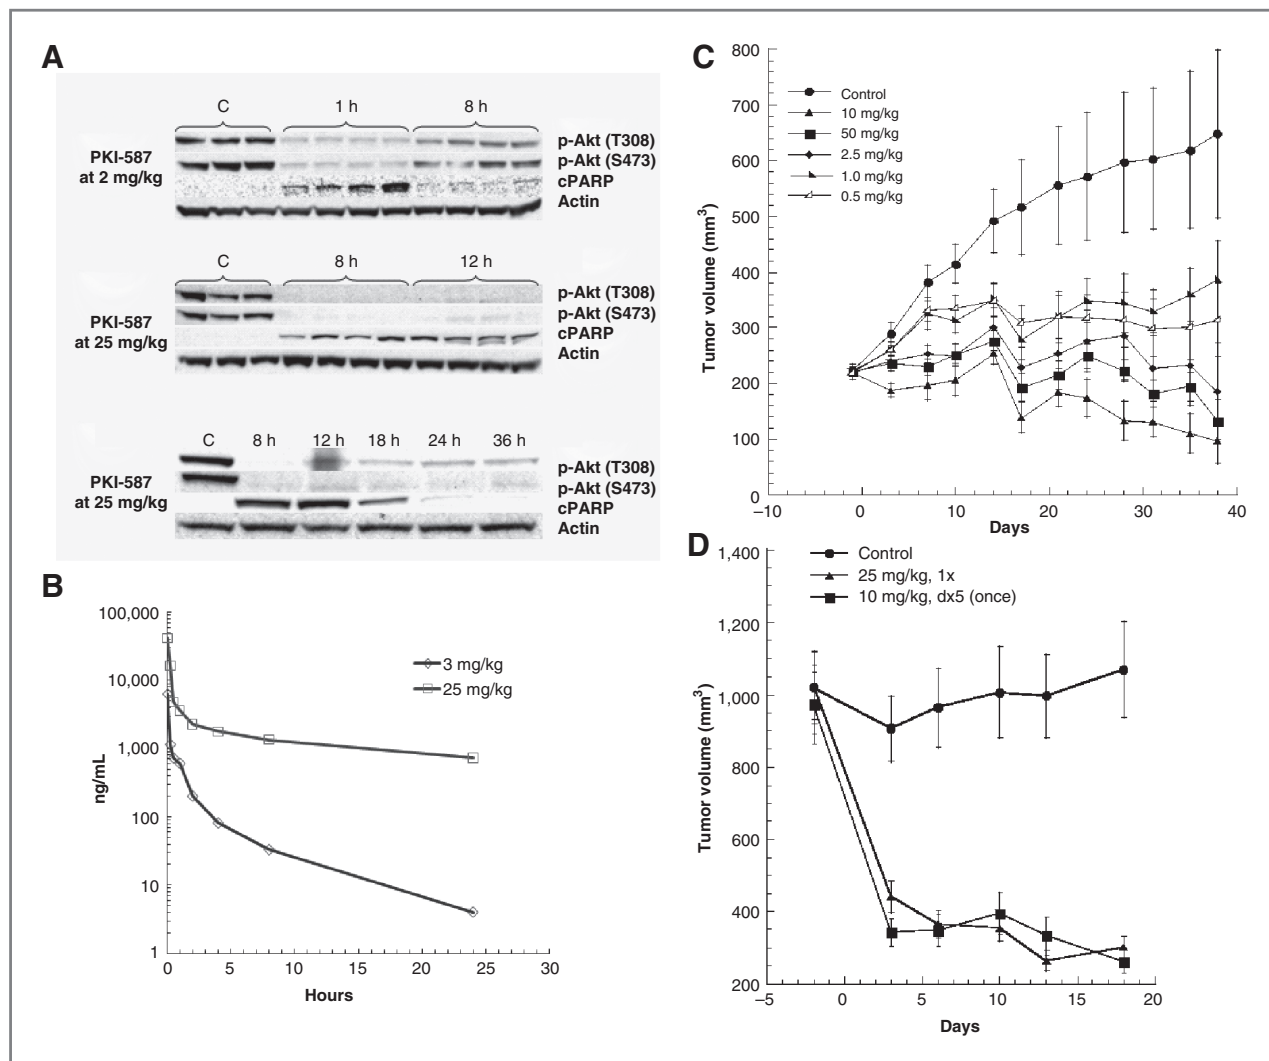 A
C 1 h 8 h
PKI-587
at 2 mg/kg
p-Akt (T308)
p-Akt (S473)
cPARP
Actin
C 8 h 12 h
PKI-587
at 25 mg/kg
p-Akt (T308)
p-Akt (S473)
cPARP
Actin
C 8 h 12 h 18 h 24 h 36 h
PKI-587
at 25 mg/kg
p-Akt (T308)
p-Akt (S473)
cPARP
Actin
B
100,000
10,000
1,000
100
10
1
ng/mL
3 mg/kg
25 mg/kg
0 5 10 15 20 25 30
Hours
C
800
700
600
500
400
300
200
100
0
Tumor volume (mm³)
Control
10 mg/kg
50 mg/kg
2.5 mg/kg
1.0 mg/kg
0.5 mg/kg
−10 0 10 20 30 40
Days
D
1,400
1,200
1,000
800
600
400
200
Tumor volume (mm³)
Control
25 mg/kg, 1x
10 mg/kg, dx5 (once)
−5 0 5 10 15 20
Days